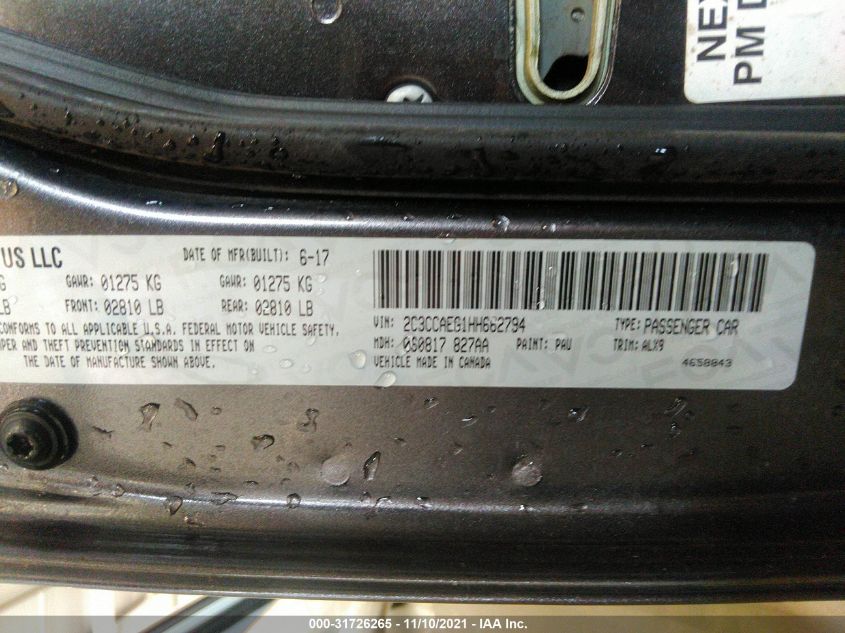 NEX
PM D
US LLC
DATE OF MFR(BUILT): 6-17
G GAWR: 01275 KG GAWR: 01275 KG
LB FRONT: 02810 LB REAR: 02810 LB
CONFORMS TO ALL APPLICABLE U.S.A. FEDERAL MOTOR VEHICLE SAFETY,
PER AND THEFT PREVENTION STANDARDS IN EFFECT ON
THE DATE OF MANUFACTURE SHOWN ABOVE.
VIN: 2C3CCAEG1HH662794 TYPE: PASSENGER CAR
MDH: 060817 827AA PAINT: PAU TRIM: ALX9
VEHICLE MADE IN CANADA 4658843
000-31726265 - 11/10/2021 - IAA Inc.